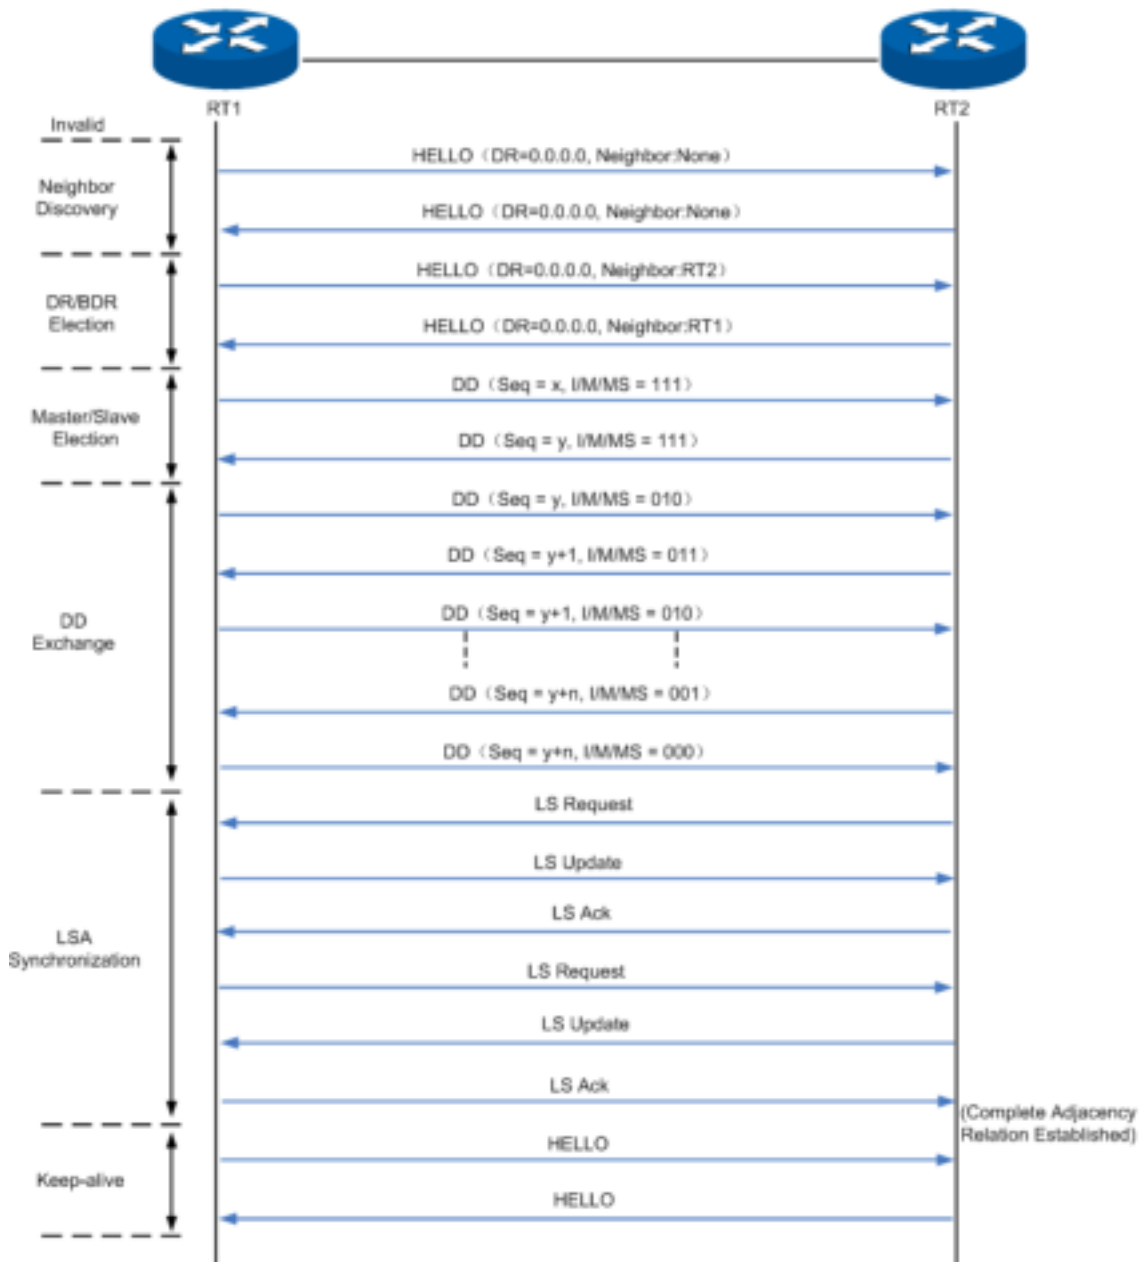 RT1
RT2
Invalid
HELLO（DR=0.0.0.0, Neighbor:None）
Neighbor
Discovery
HELLO（DR=0.0.0.0, Neighbor:None）
HELLO（DR=0.0.0.0, Neighbor:RT2）
DR/BDR
Election
HELLO（DR=0.0.0.0, Neighbor:RT1）
DD（Seq = x, I/M/MS = 111）
Master/Slave
Election
DD（Seq = y, I/M/MS = 111）
DD（Seq = y, I/M/MS = 010）
DD（Seq = y+1, I/M/MS = 011）
DD（Seq = y+1, I/M/MS = 010）
DD
Exchange
DD（Seq = y+n, I/M/MS = 001）
DD（Seq = y+n, I/M/MS = 000）
LS Request
LS Update
LS Ack
LSA
Synchronization
LS Request
LS Update
LS Ack
(Complete Adjacency
Relation Established)
HELLO
Keep-alive
HELLO